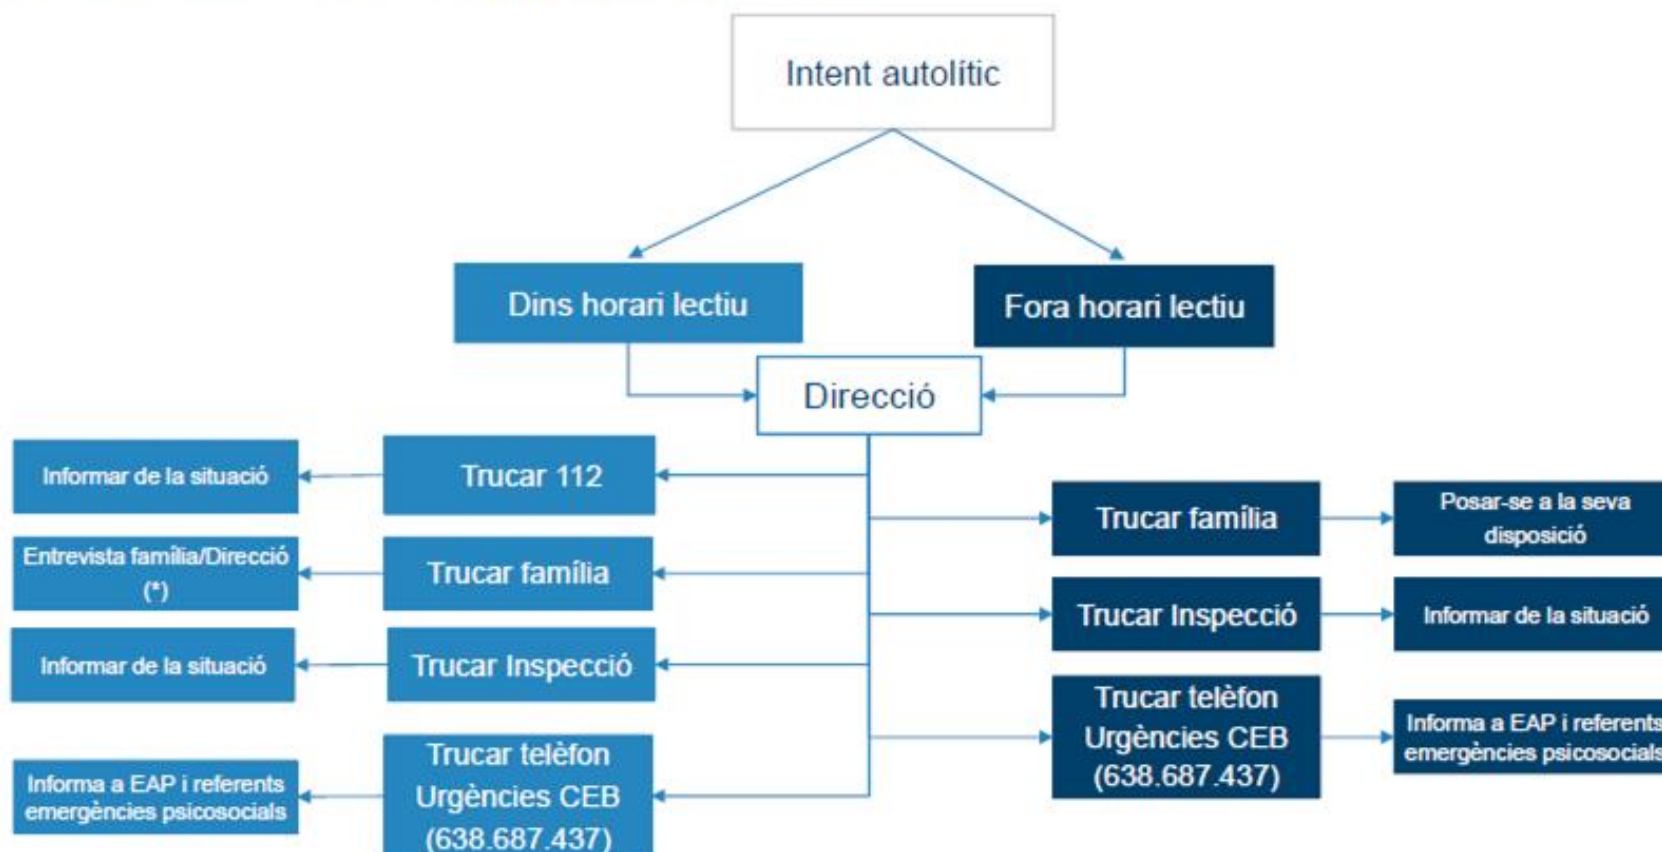 Intent autolític
Dins horari lectiu
Fora horari lectiu
Direcció
Informar de la situació
Trucar 112
Entrevista família/Direcció
(*)
Trucar família
Informar de la situació
Trucar Inspecció
Informa a EAP i referents
emergències psicosocials
Trucar telèfon
Urgències CEB
(638.687.437)
Trucar família
Posar-se a la seva
disposició
Trucar Inspecció
Informar de la situació
Trucar telèfon
Urgències CEB
(638.687.437)
Informa a EAP i referents
emergències psicosocials